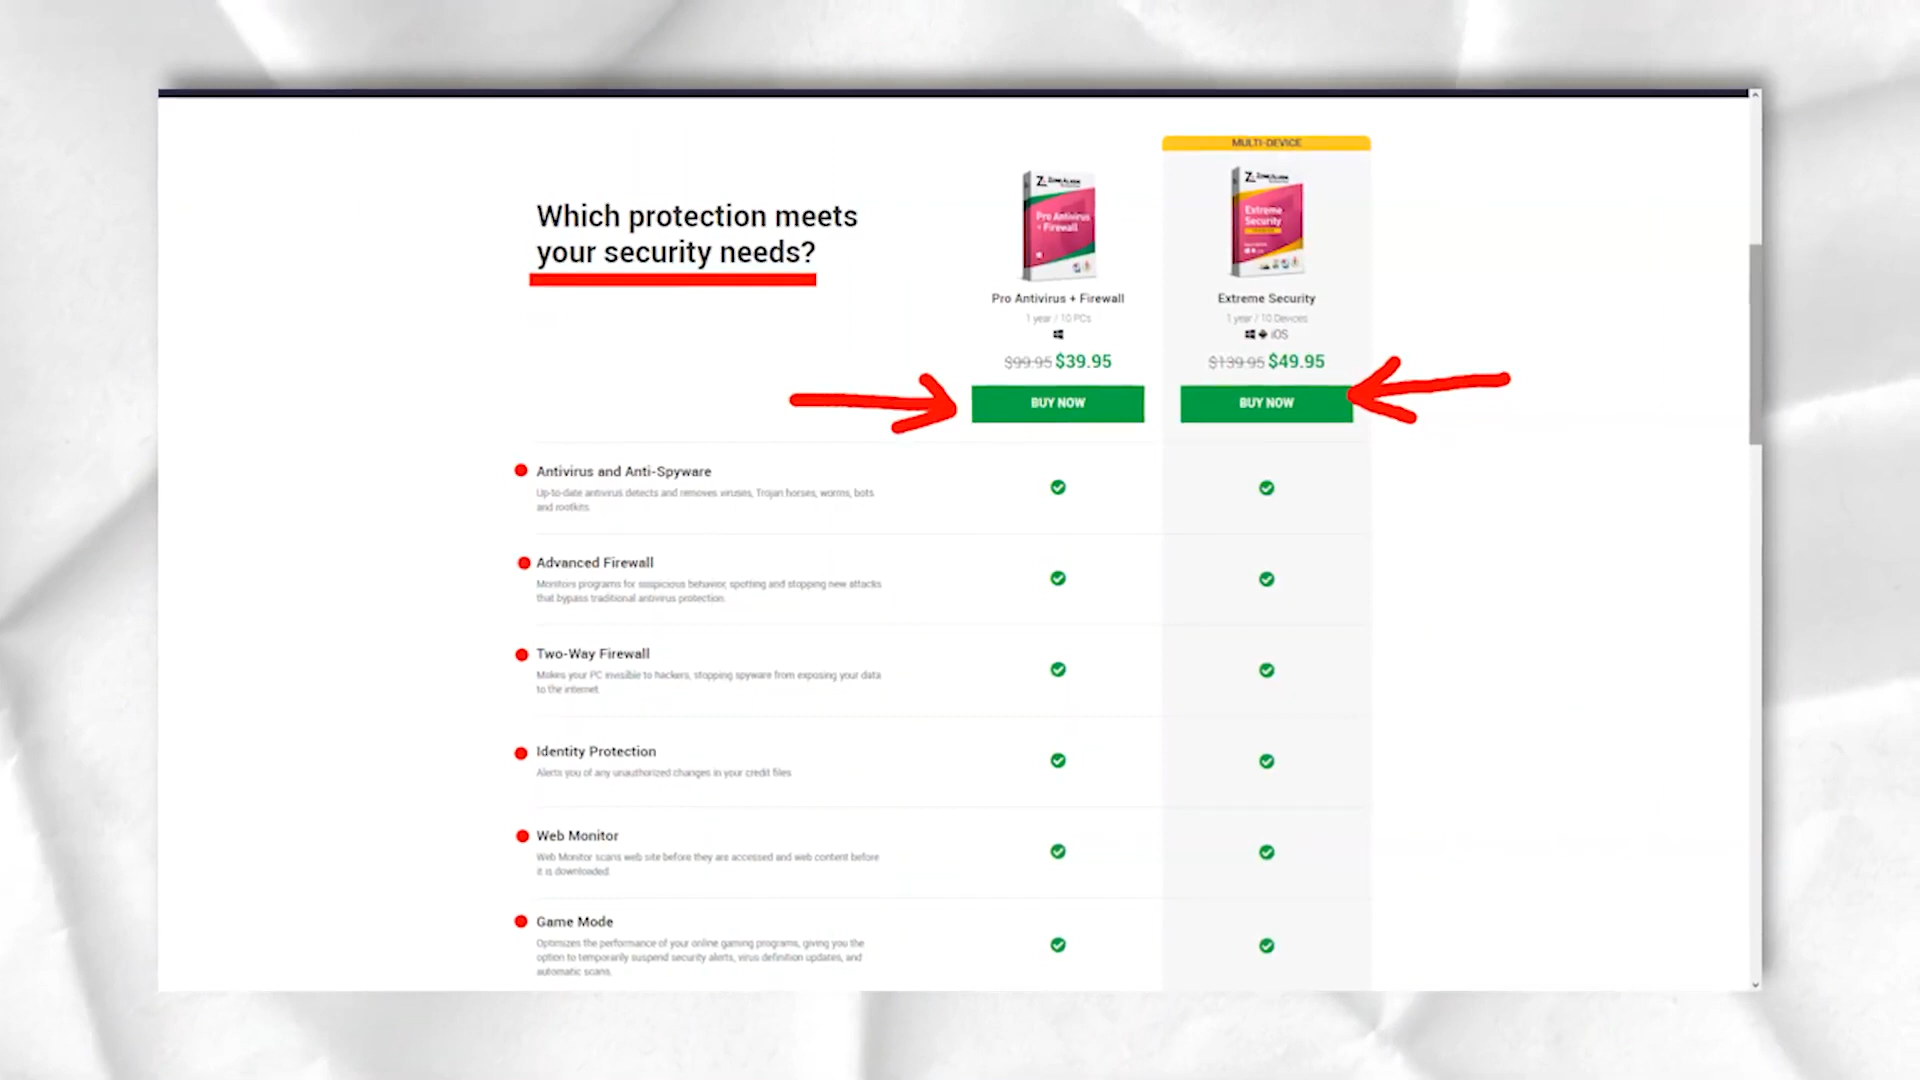 MULTI-DEVICE
Which protection meets
your security needs?
ZONEALARM
Pro Antivirus
+ Firewall
ZONEALARM
Extreme
Security
Pro Antivirus + Firewall
1 year / 10 PCs
$99.95 $39.95
BUY NOW
Extreme Security
1 year / 10 Devices
iOS
$139.95 $49.95
BUY NOW
Antivirus and Anti-Spyware
Up-to-date antivirus detects and removes viruses, Trojan horses, worms, bots
and rootkits.
Advanced Firewall
Monitors programs for suspicious behavior, spotting and stopping new attacks
that bypass traditional antivirus protection.
Two-Way Firewall
Makes your PC invisible to hackers, stopping spyware from exposing your data
to the internet
Identity Protection
Alerts you of any unauthorized changes in your credit files
Web Monitor
Web Monitor scans web site before they are accessed and web content before
it is downloaded
Game Mode
Optimizes the performance of your online gaming programs, giving you the
option to temporarily suspend security alerts, virus definition updates, and
automatic scans.